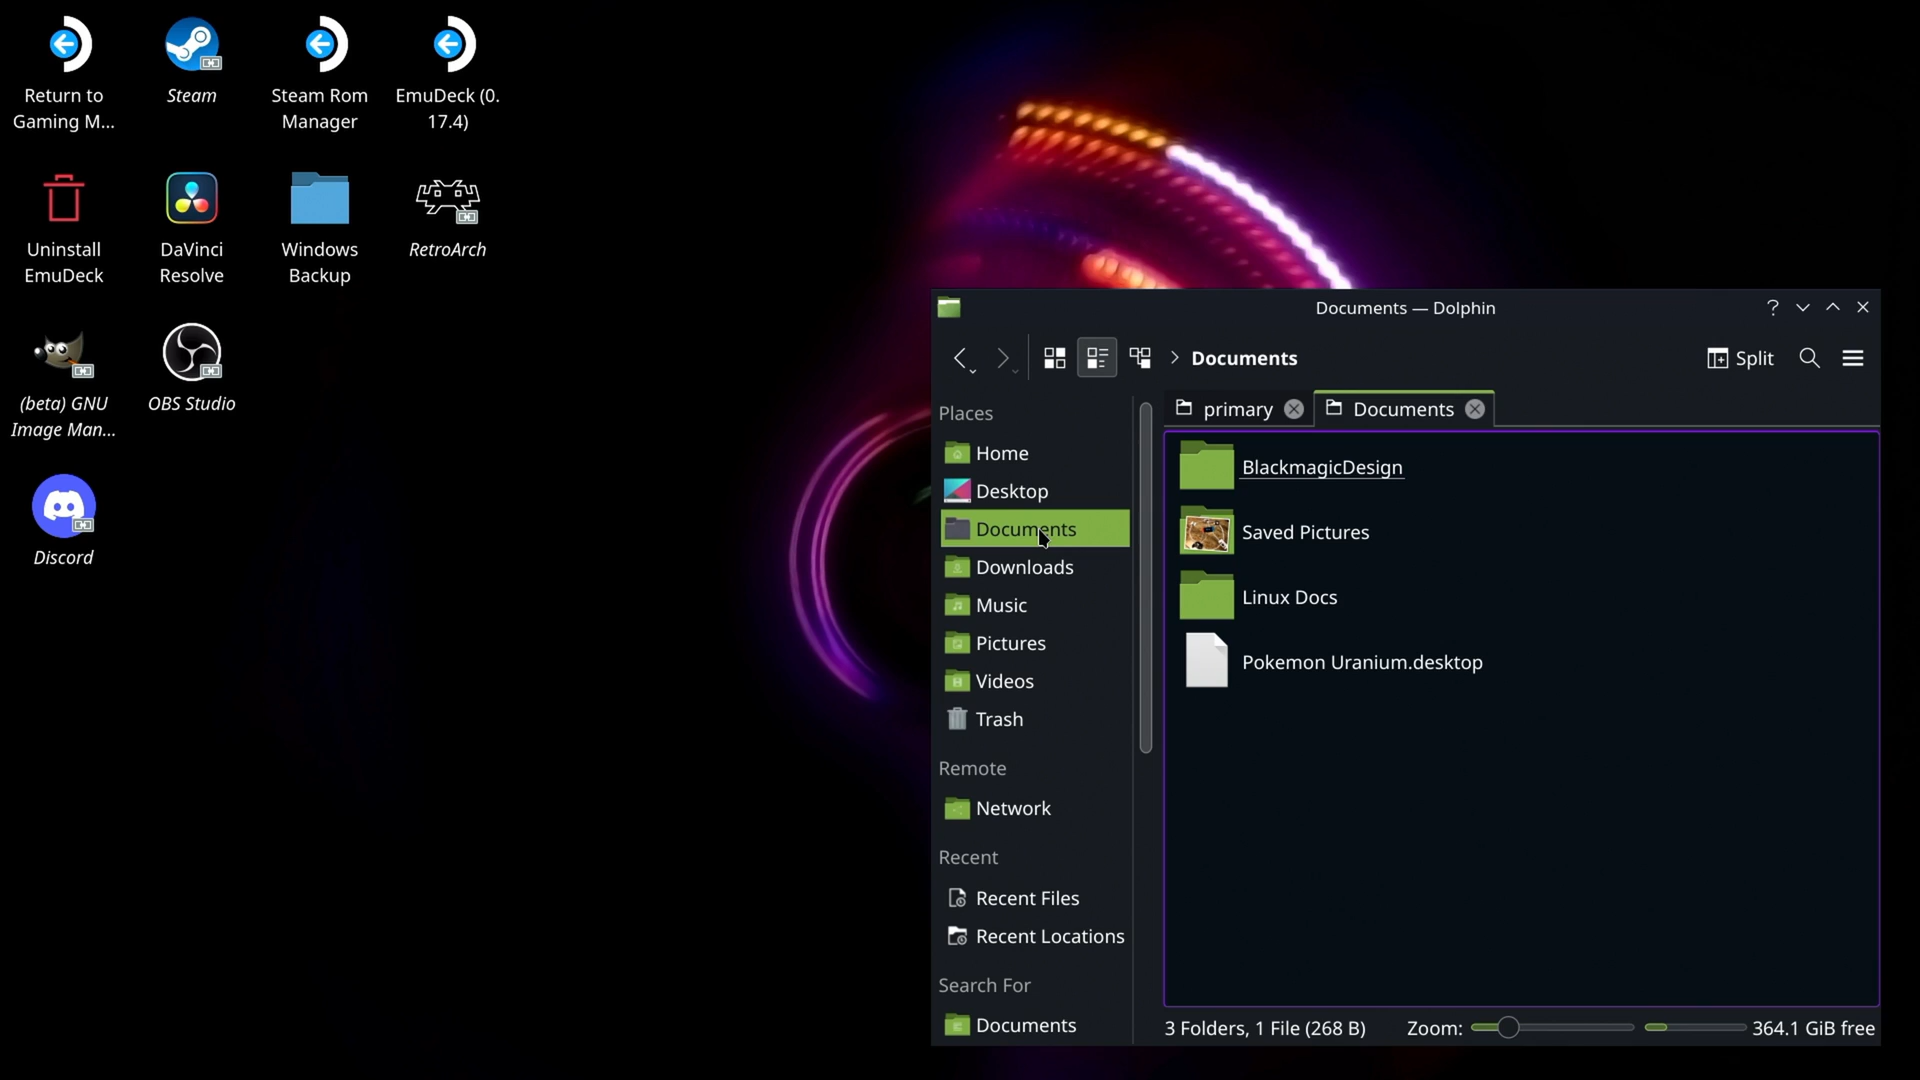 Return to
Gaming M...
Steam
Steam Rom
Manager
EmuDeck (0.
17.4)
Uninstall
EmuDeck
DaVinci
Resolve
Windows
Backup
RetroArch
(beta) GNU
Image Man...
OBS Studio
Discord
Documents — Dolphin
Documents
Split
Places
Home
Desktop
Documents
Downloads
Music
Pictures
Videos
Trash
Remote
Network
Recent
Recent Files
Recent Locations
Search For
Documents
primary
Documents
BlackmagicDesign
Saved Pictures
Linux Docs
Pokemon Uranium.desktop
3 Folders, 1 File (268 B)
Zoom:
364.1 GiB free